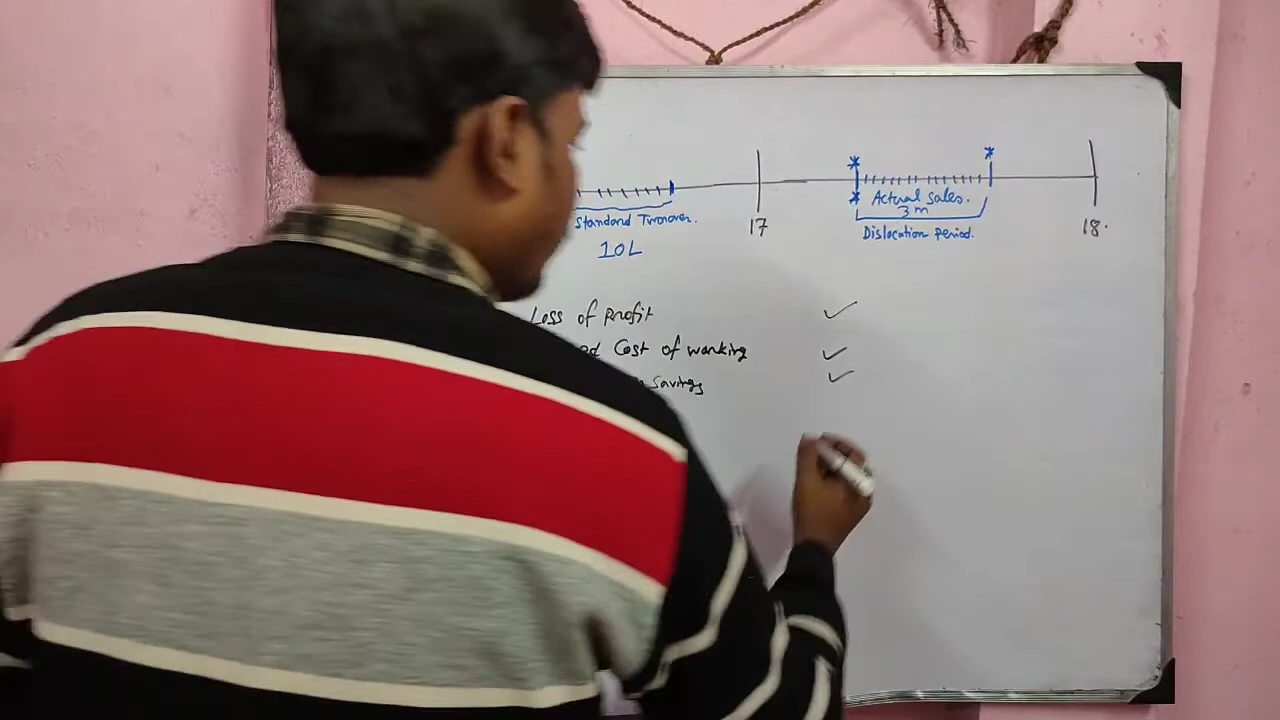 Actual Sales.
3 m
Standard Turnover.
17
Dislocation Period.
18.
10L
Loss of Profit
Cost of working
Savings